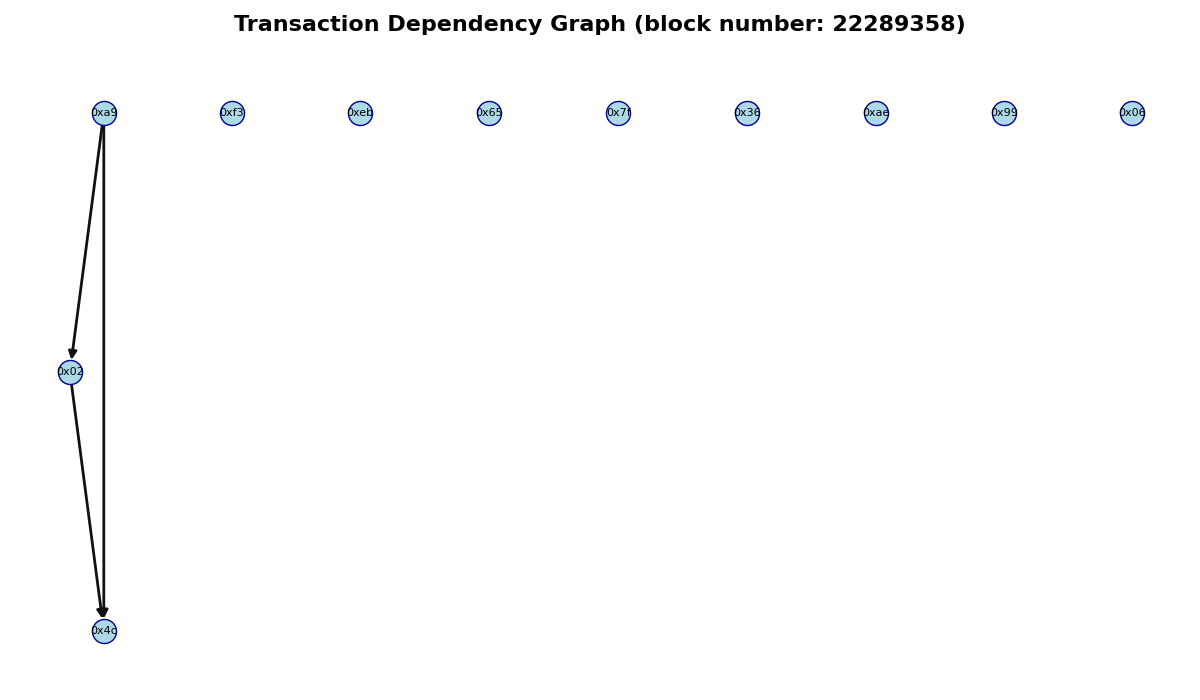 Transaction Dependency Graph (block number: 22289358)
0xa9 0xf3 0xeb 0x65 0x7f 0x36 0xae 0x99 0x06
0x02
0x4c